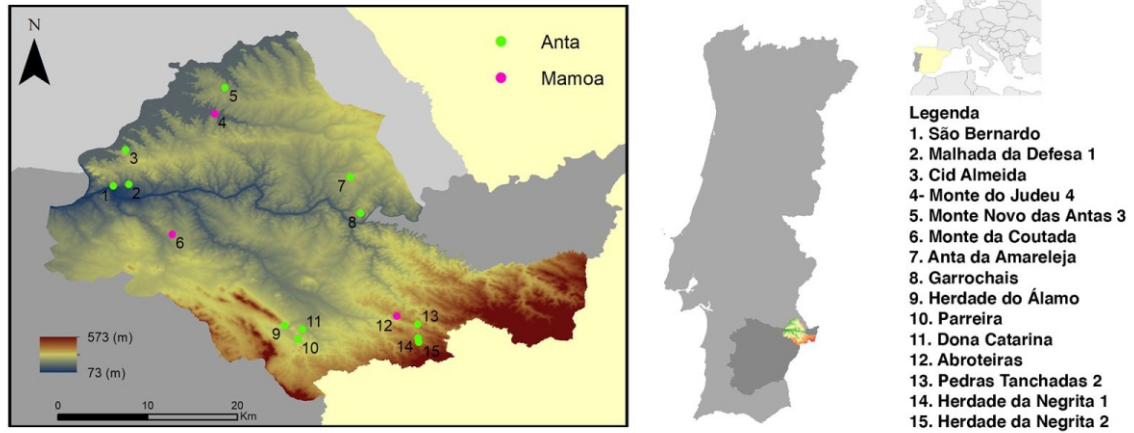 N
Anta
Mamoa
5
4
3
1
2
7
8
6
9
11
10
12
13
14
15
573 (m)
73 (m)
0 10 20
Km
Legenda
1. São Bernardo
2. Malhada da Defesa 1
3. Cid Almeida
4- Monte do Judeu 4
5. Monte Novo das Antas 3
6. Monte da Coutada
7. Anta da Amareleja
8. Garrochais
9. Herdade do Álamo
10. Parreira
11. Dona Catarina
12. Abroteiras
13. Pedras Tanchadas 2
14. Herdade da Negrita 1
15. Herdade da Negrita 2